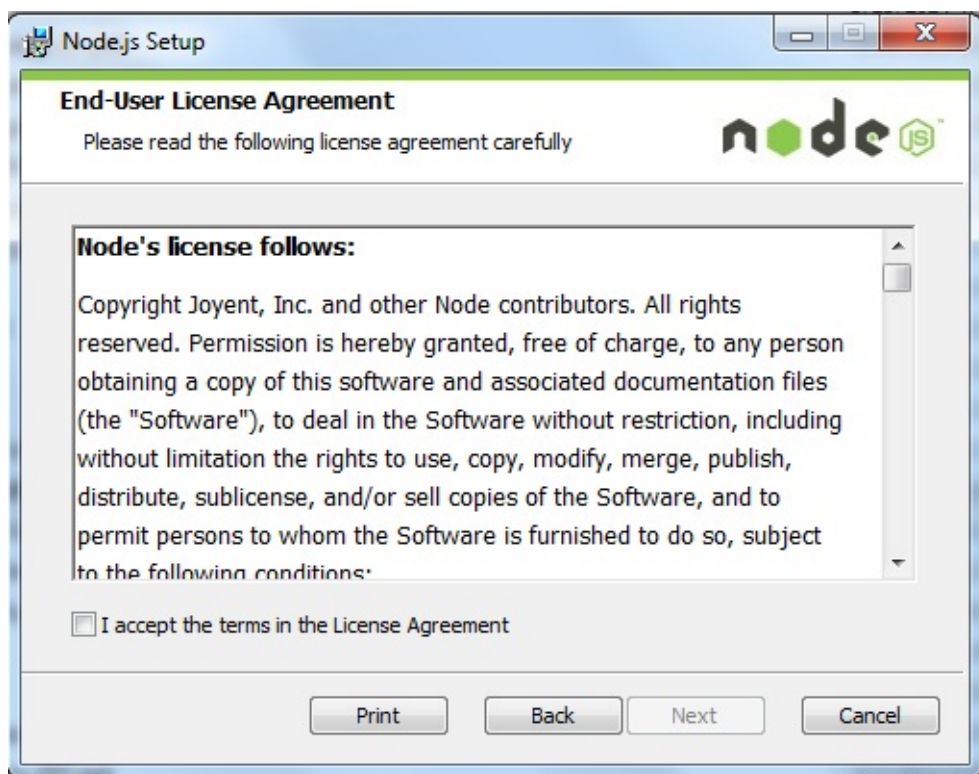 Node.js Setup
End-User License Agreement
Please read the following license agreement carefully
node JS
Node's license follows:
Copyright Joyent, Inc. and other Node contributors. All rights
reserved. Permission is hereby granted, free of charge, to any person
obtaining a copy of this software and associated documentation files
(the "Software"), to deal in the Software without restriction, including
without limitation the rights to use, copy, modify, merge, publish,
distribute, sublicense, and/or sell copies of the Software, and to
permit persons to whom the Software is furnished to do so, subject
to the following conditions:
I accept the terms in the License Agreement
Print Back Next Cancel